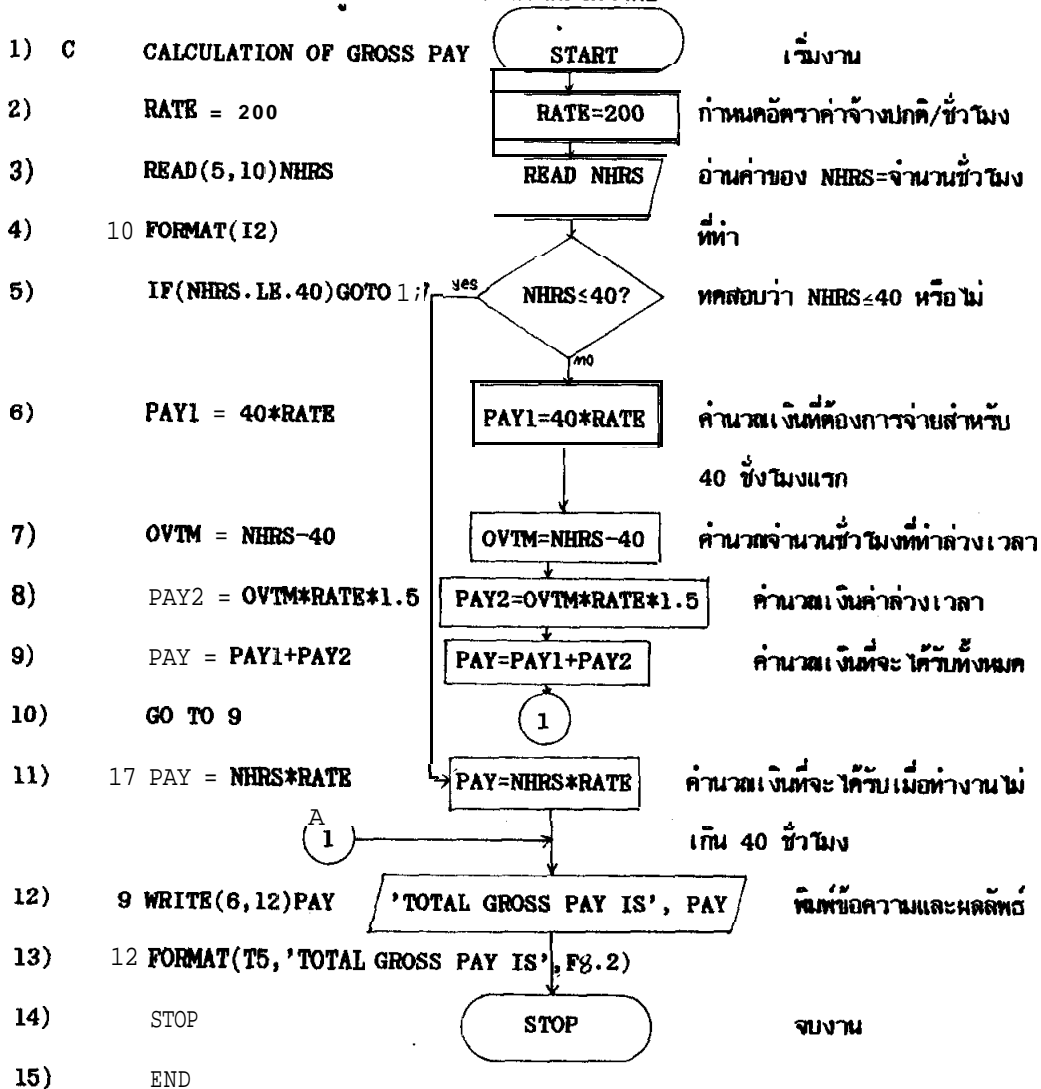 1) C CALCULATION OF GROSS PAY START เริ่มงาน
2) RATE = 200 RATE=200 กำหนดอัตราค่าจ้างปกติ/ชั่วโมง
3) READ(5,10)NHRS READ NHRS อ่านค่าของ NHRS=จำนวนชั่วโมง
4) 10 FORMAT(I2) ที่ทำ
5) IF(NHRS.LE.40)GOTO yes NHRS≤40? ทดสอบว่า NHRS≤40 หรือไม่
no
6) PAY1 = 40*RATE PAY1=40*RATE คำนวณเงินที่ต้องการจ่ายสำหรับ
40 ชั่งโมงแรก
7) OVTM = NHRS-40 OVTM=NHRS-40 คำนวณจำนวนชั่วโมงที่ทำล่วงเวลา
8) PAY2 = OVTM*RATE*1.5 PAY2=OVTM*RATE*1.5 คำนวณเงินค่าล่วงเวลา
9) PAY = PAY1+PAY2 PAY=PAY1+PAY2 คำนวณเงินที่จะได้รับทั้งหมด
10) GO TO 9 1
11) 17 PAY = NHRS*RATE PAY=NHRS*RATE คำนวณเงินที่จะได้รับเมื่อทำงานไม่
A
1 เกิน 40 ชั่วโมง
12) 9 WRITE(6,12)PAY 'TOTAL GROSS PAY IS', PAY พิมพ์ข้อความและผลลัพธ์
13) 12 FORMAT(T5,'TOTAL GROSS PAY IS',F8.2)
14) STOP STOP จบงาน
15) END